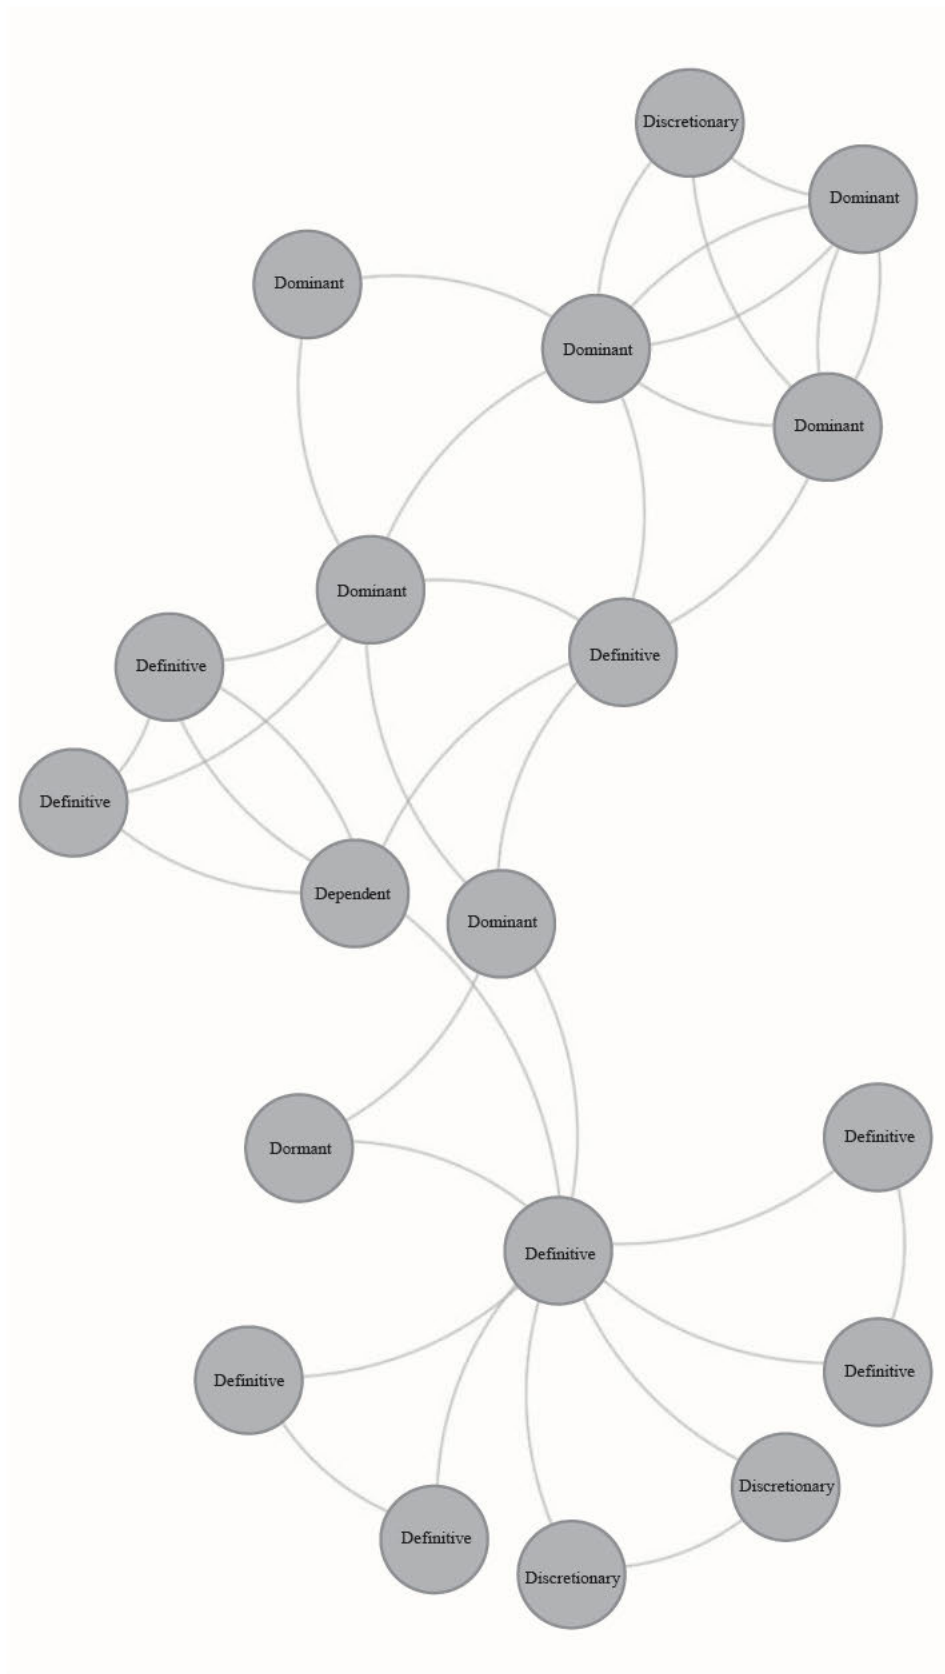 Discretionary
Dominant
Dominant
Dominant
Dominant
Dominant
Definitive
Definitive
Definitive
Dependent
Dominant
Definitive
Dormant
Definitive
Definitive
Definitive
Discretionary
Definitive
Discretionary